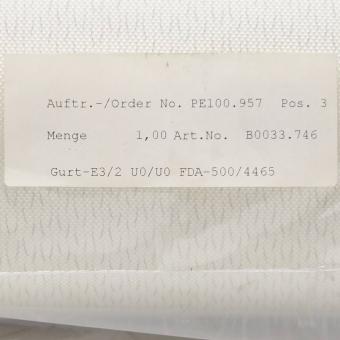 Auftr.-/Order No. PE100.957 Pos. 3
Menge 1,00 Art.No. B0033.746
Gurt-E3/2 U0/U0 FDA-500/4465